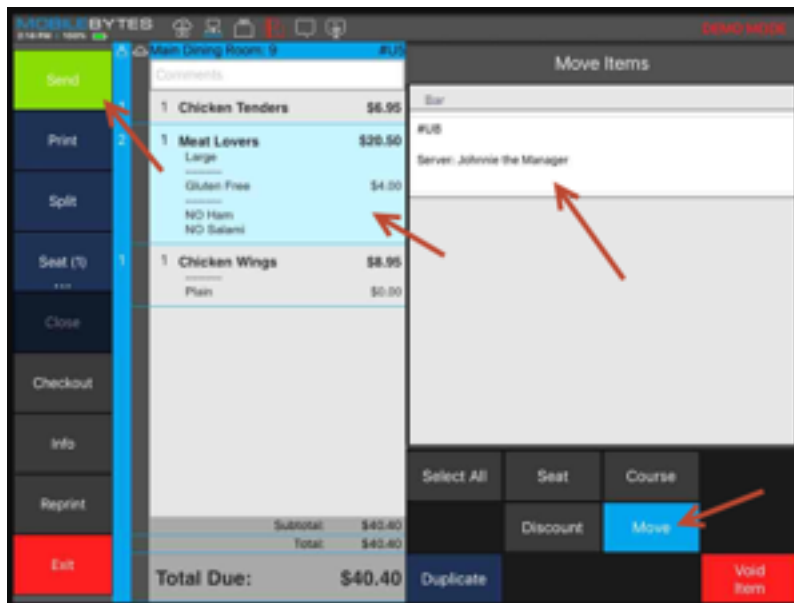 MOBILEBYTES
DEMO MODE
Main Dining Room: 9 #U5
Comments
Move Items
Send
Print
Split
Seat (1)
...
Close
Checkout
Info
Reprint
Exit
1 Chicken Tenders $6.95
2 1 Meat Lovers $20.50
Large
Gluten Free $4.00
NO Ham
NO Salami
1 1 Chicken Wings $8.95
Plain $0.00
Subtotal: $40.40
Total: $40.40
Total Due: $40.40
Bar
Server: Johnnie the Manager
Select All
Seat
Course
Discount
Move
Duplicate
Void
Item